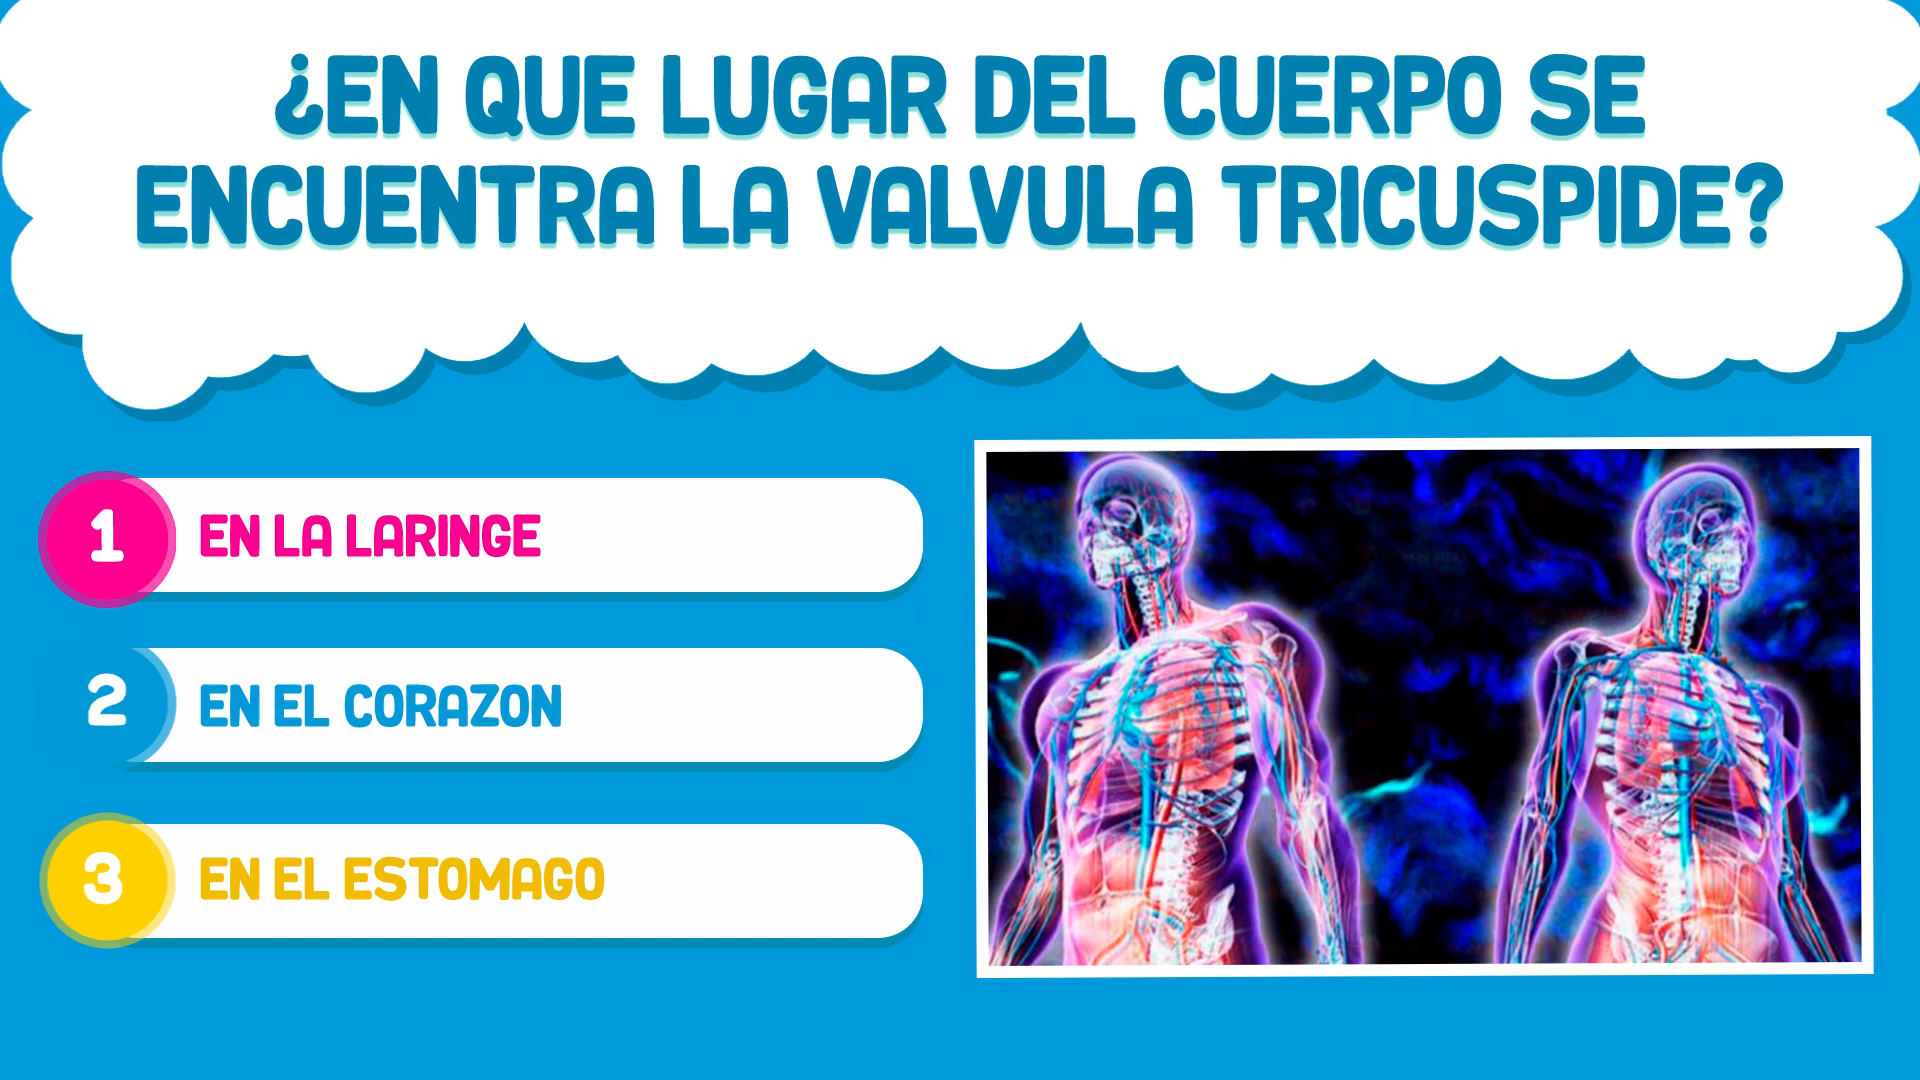 ¿EN QUE LUGAR DEL CUERPO SE
ENCUENTRA LA VALVULA TRICUSPIDE?
1 EN LA LARINGE
2 EN EL CORAZON
3 EN EL ESTOMAGO